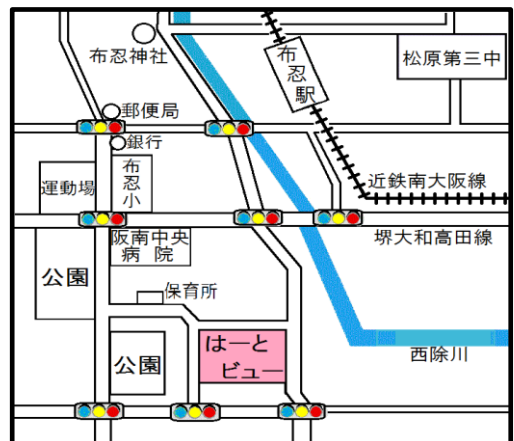 布忍神社
布忍駅
松原第三中
郵便局
銀行
運動場
布忍小
近鉄南大阪線
阪南中央
病院
堺大和高田線
公園
保育所
公園
はーと
ビュー
西除川